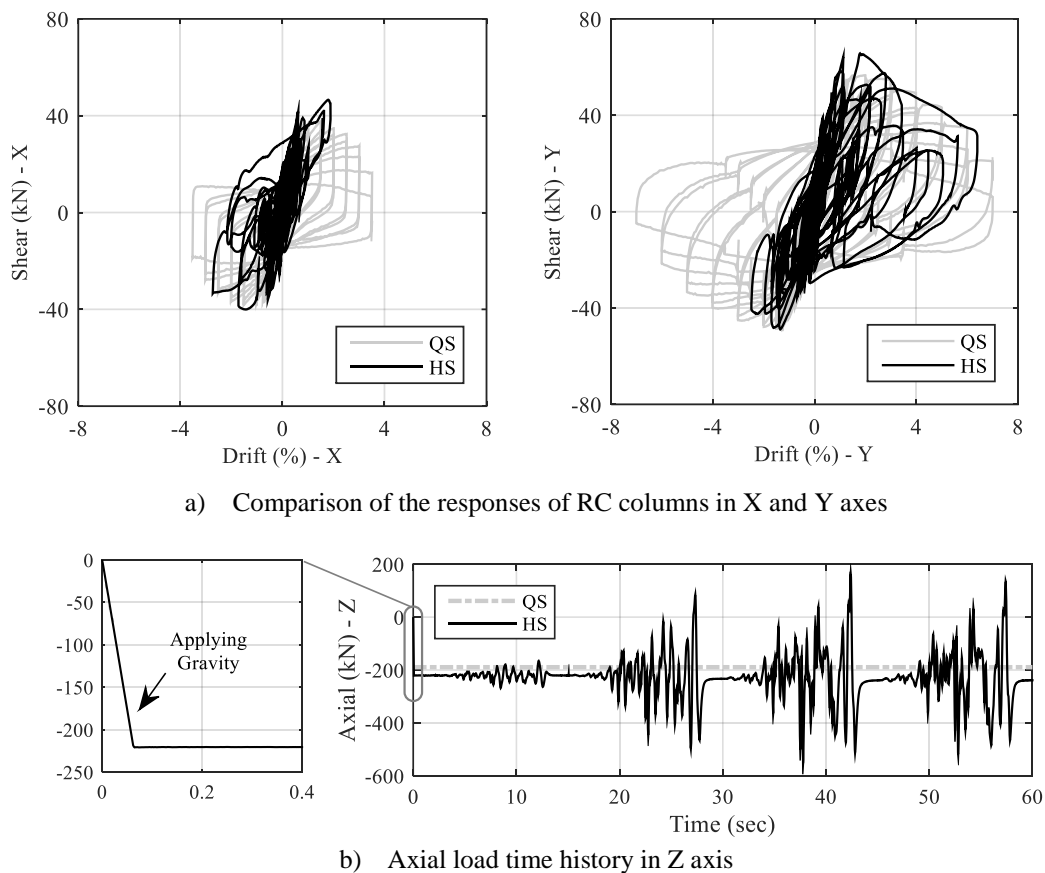 80
40
0
-40
-80
Shear (kN) - X
-8
-4
0
4
8
Drift (%) - X
QS
HS
80
40
0
-40
-80
Shear (kN) - Y
-8
-4
0
4
8
Drift (%) - Y
QS
HS
a) Comparison of the responses of RC columns in X and Y axes
0
-50
-100
-150
-200
-250
0
0.2
0.4
Applying
Gravity
200
0
-200
-400
-600
Axial (kN) - Z
QS
HS
0
10
20
30
40
50
60
Time (sec)
b) Axial load time history in Z axis